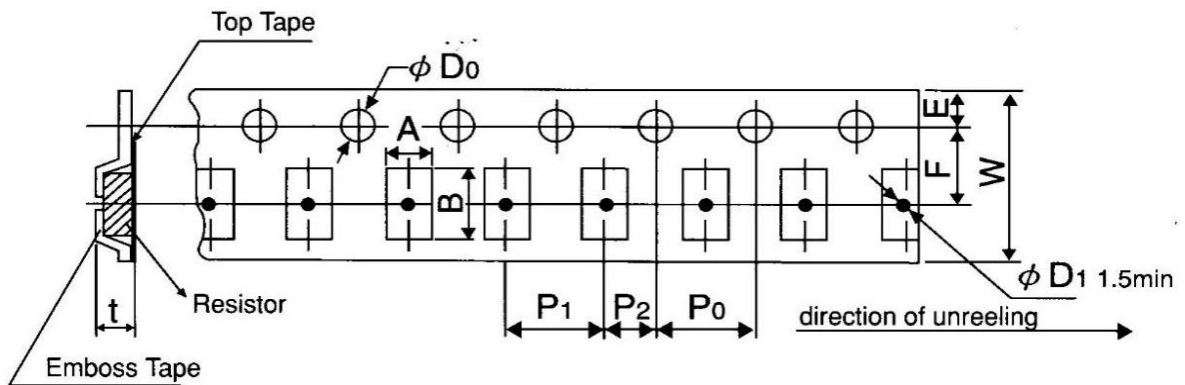 Top Tape
φ D0
A
B
E
F
W
φ D1 1.5min
t
Resistor
P1
P2
P0
direction of unreeling
Emboss Tape